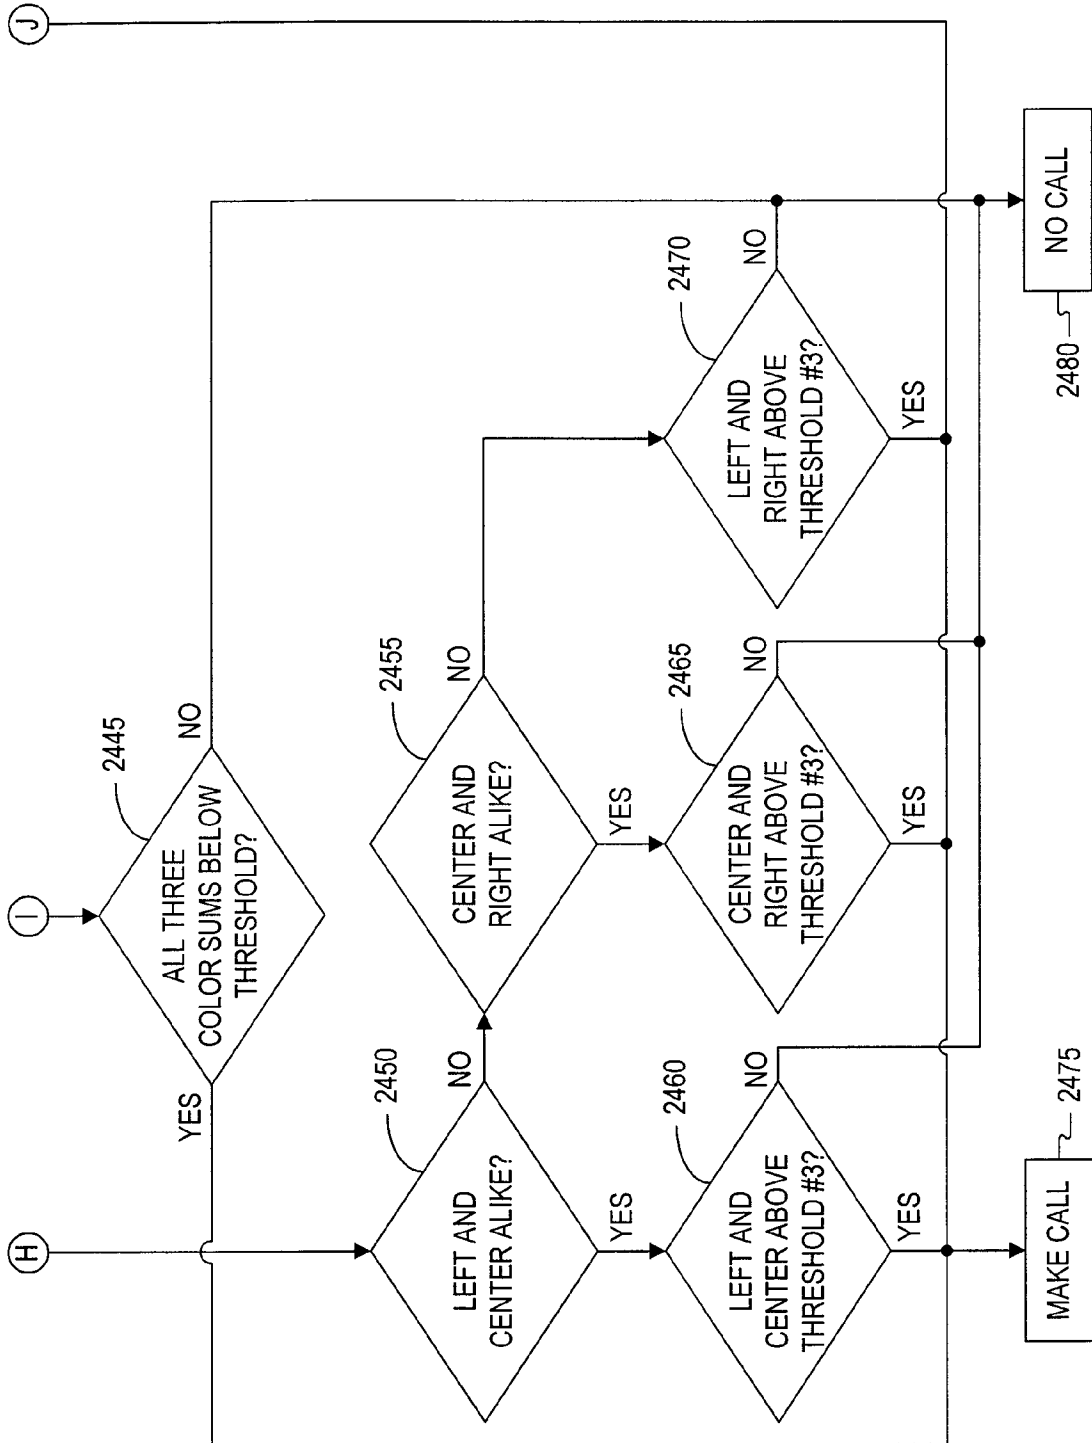 H
I
J
ALL THREE
COLOR SUMS BELOW
THRESHOLD?
2445
YES
NO
LEFT AND
CENTER ALIKE?
2450
NO
YES
CENTER AND
RIGHT ALIKE?
2455
NO
YES
LEFT AND
CENTER ABOVE
THRESHOLD #3?
2460
NO
YES
CENTER AND
RIGHT ABOVE
THRESHOLD #3?
2465
NO
YES
LEFT AND
RIGHT ABOVE
THRESHOLD #3?
2470
NO
YES
MAKE CALL
2475
NO CALL
2480